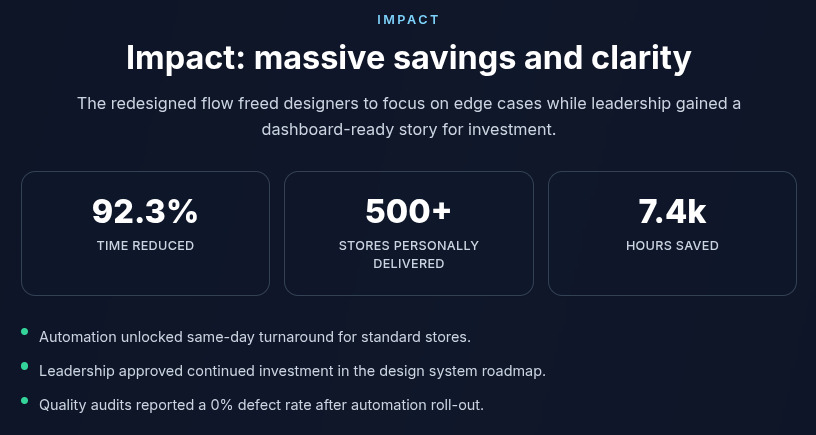 IMPACT
Impact: massive savings and clarity
The redesigned flow freed designers to focus on edge cases while leadership gained a
dashboard-ready story for investment.
92.3%
TIME REDUCED
500+
STORES PERSONALLY
DELIVERED
7.4k
HOURS SAVED
Automation unlocked same-day turnaround for standard stores.
Leadership approved continued investment in the design system roadmap.
Quality audits reported a 0% defect rate after automation roll-out.